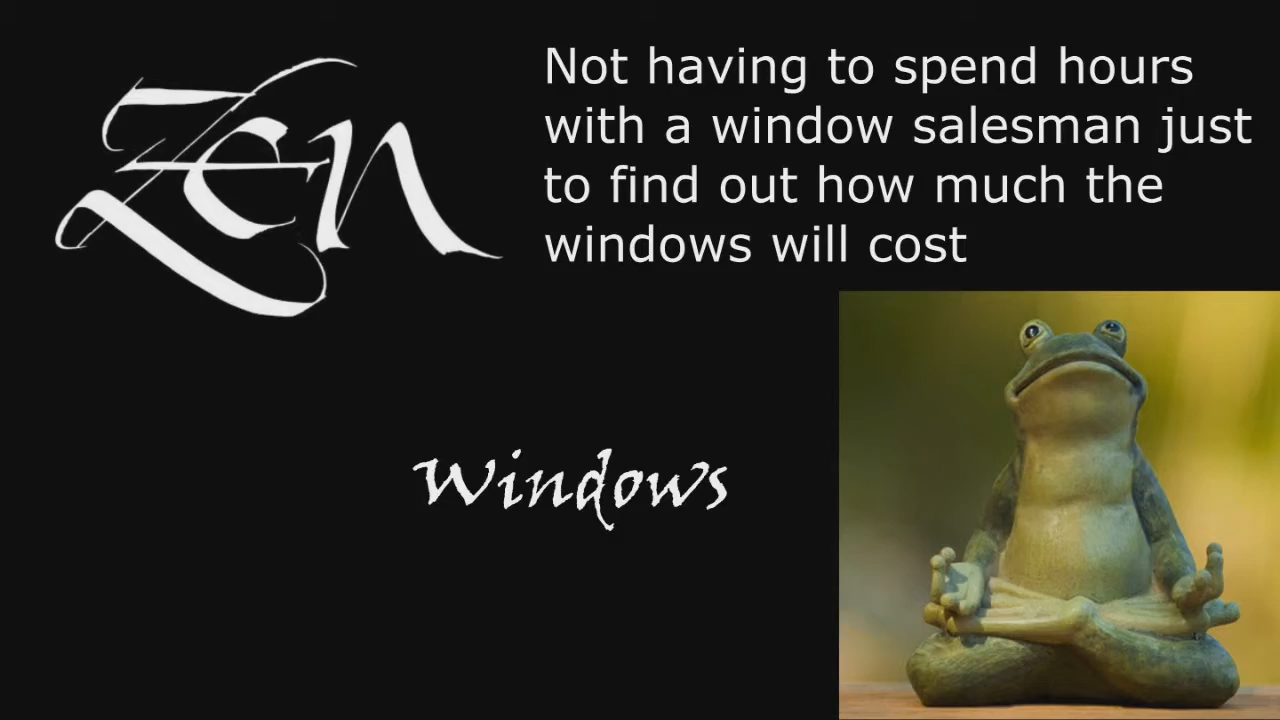 Zen
Not having to spend hours
with a window salesman just
to find out how much the
windows will cost
Windows